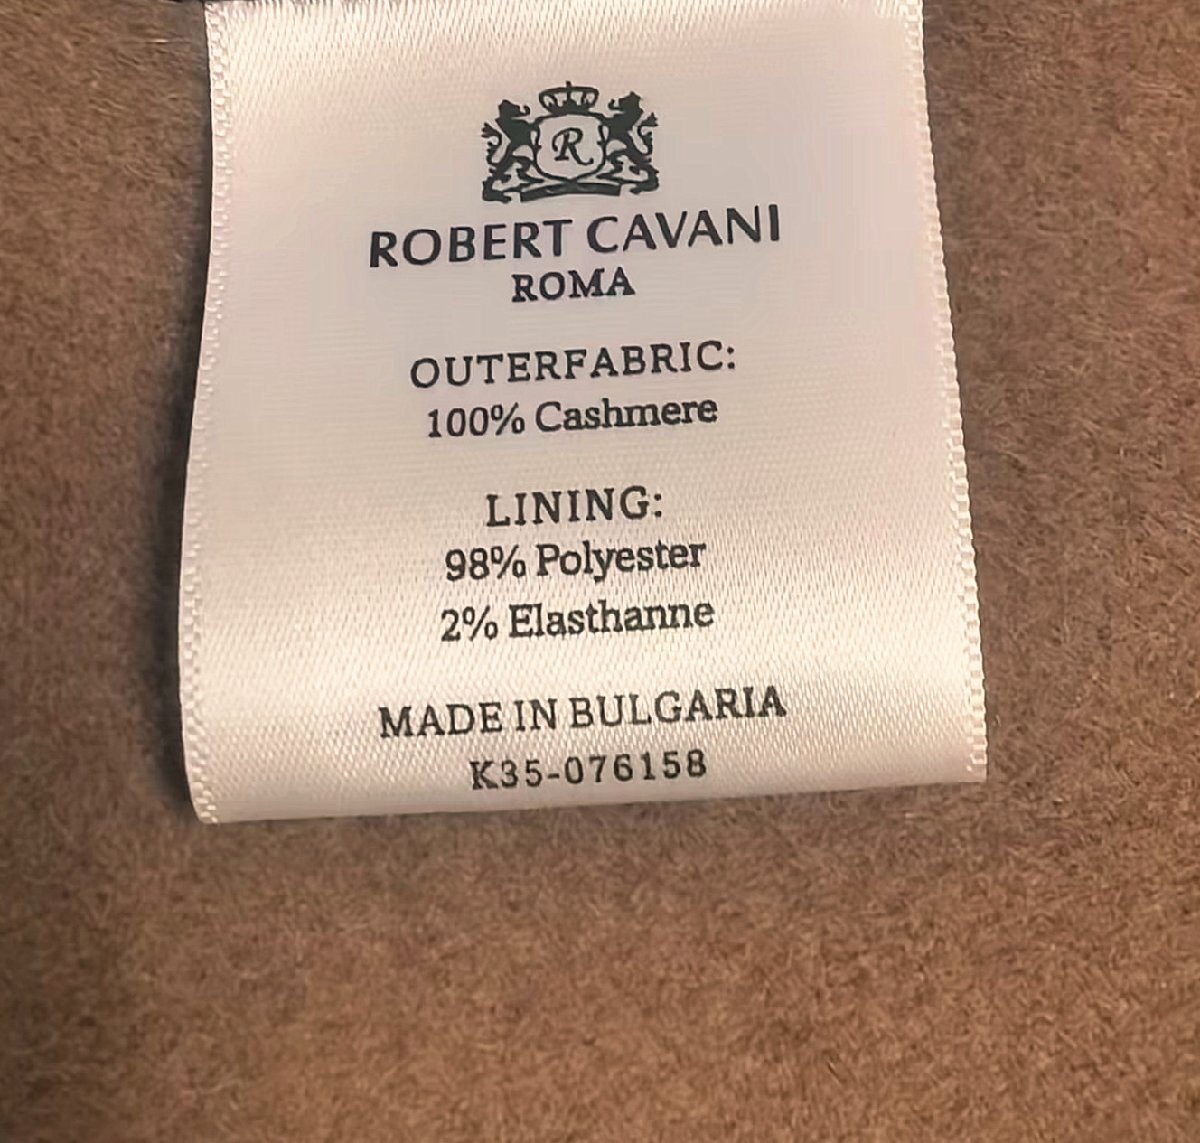 R
ROBERT CAVANI
ROMA
OUTERFABRIC:
100% Cashmere
LINING:
98% Polyester
2% Elasthanne
MADE IN BULGARIA
K35-076158